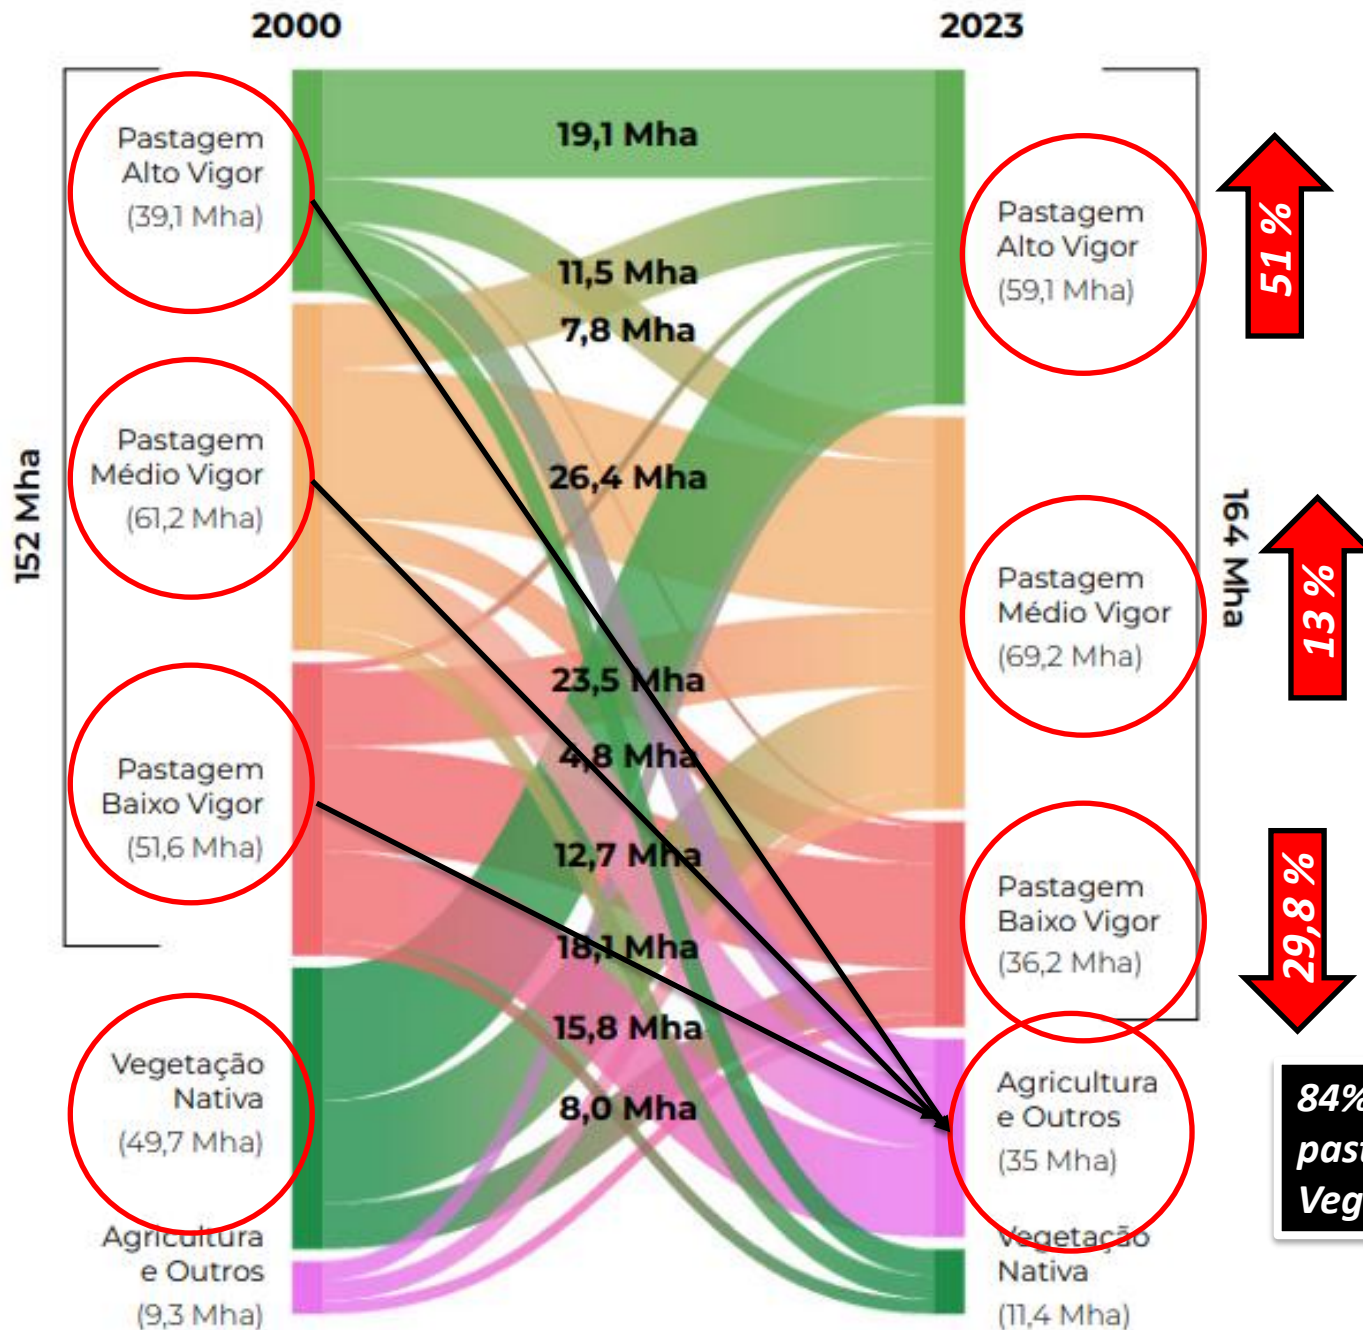 2000
2023
Pastagem
Alto Vigor
(39,1 Mha)
Pastagem
Médio Vigor
(61,2 Mha)
Pastagem
Baixo Vigor
(51,6 Mha)
152 Mha
Vegetação
Nativa
(49,7 Mha)
Agricultura
e Outros
(9,3 Mha)
19,1 Mha
11,5 Mha
7,8 Mha
26,4 Mha
23,5 Mha
4,8 Mha
12,7 Mha
18,1 Mha
15,8 Mha
8,0 Mha
Pastagem
Alto Vigor
(59,1 Mha)
Pastagem
Médio Vigor
(69,2 Mha)
Pastagem
Baixo Vigor
(36,2 Mha)
164 Mha
Agricultura
e Outros
(35 Mha)
Vegetação
Nativa
(11,4 Mha)
51 %
13 %
29,8 %
84%
past
Veg